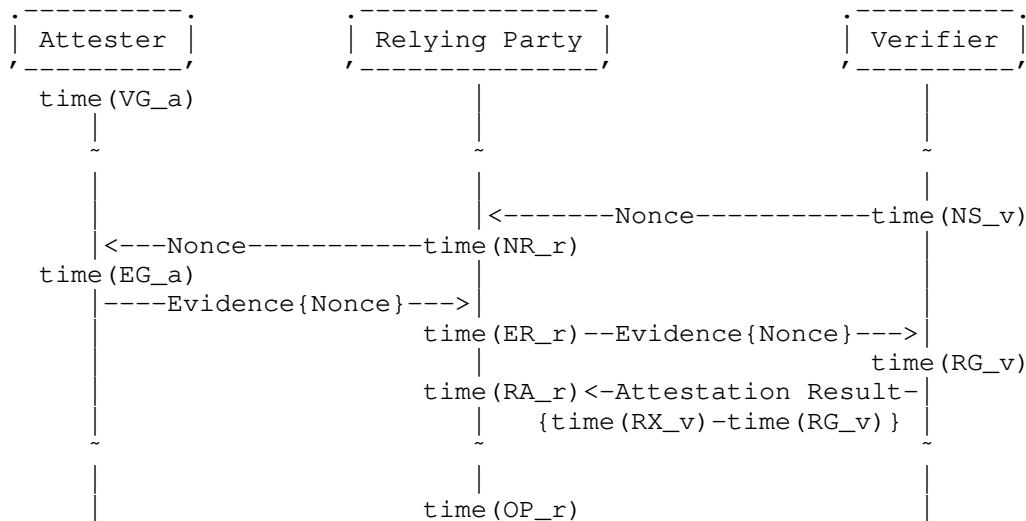 .----------.     .---------------.               .----------.
| Attester |     | Relying Party |               | Verifier |
'----------'     '---------------'               '----------'
time(VG_a)
~ ~ ~
<-------Nonce-----------time(NS_v)
<---Nonce-----------time(NR_r)
time(EG_a)
----Evidence{Nonce}--->
time(ER_r)--Evidence{Nonce}--->
time(RG_v)
time(RA_r)<-Attestation Result-
{time(RX_v)-time(RG_v)}
~ ~ ~
time(OP_r)